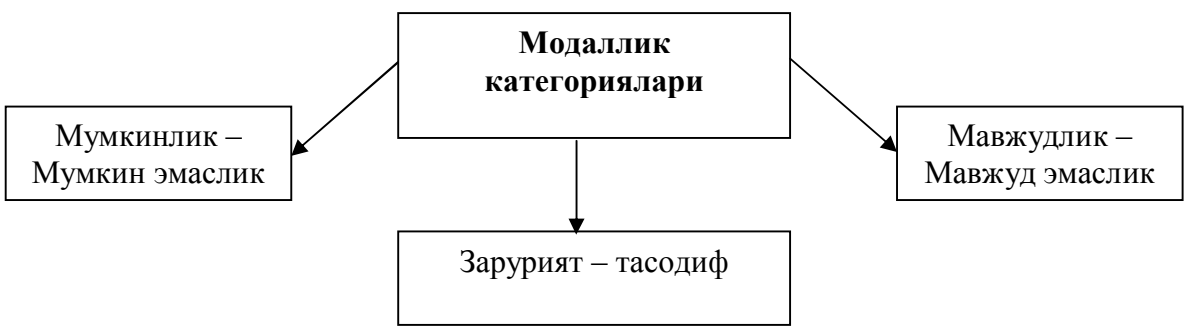 Модаллик
категориялари
Мумкинлик –
Мумкин эмаслик
Мавжудлик –
Мавжуд эмаслик
Зарурият – тасодиф